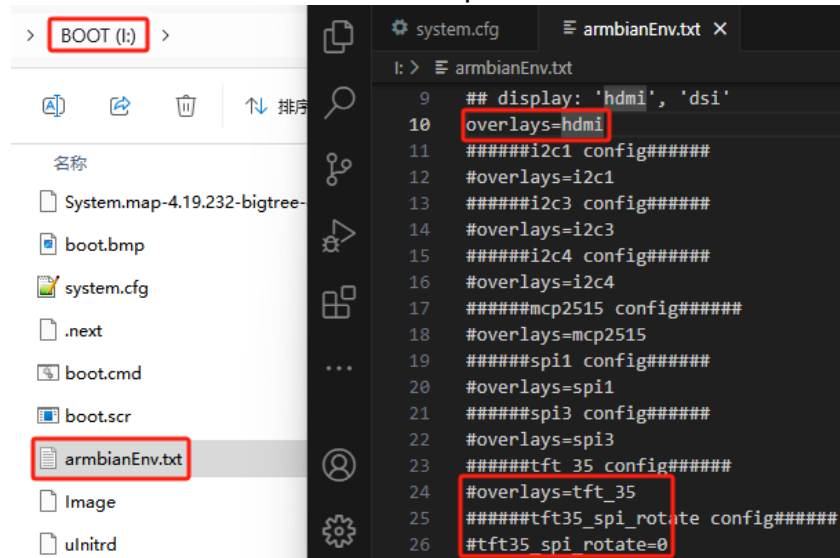 > BOOT (I:) >
排序
名称
System.map-4.19.232-bigtree-
boot.bmp
system.cfg
.next
boot.cmd
boot.scr
armbianEnv.txt
Image
uInitrd
system.cfg
armbianEnv.txt ×
I: > armbianEnv.txt
9 ## display: 'hdmi', 'dsi'
10 overlays=hdmi
11 ######i2c1 config######
12 #overlays=i2c1
13 ######i2c3 config######
14 #overlays=i2c3
15 ######i2c4 config######
16 #overlays=i2c4
17 ######mcp2515 config######
18 #overlays=mcp2515
19 ######spi1 config######
20 #overlays=spi1
21 ######spi3 config######
22 #overlays=spi3
23 ######tft_35 config######
24 #overlays=tft_35
25 ######tft35_spi_rotate config######
26 #tft35_spi_rotate=0